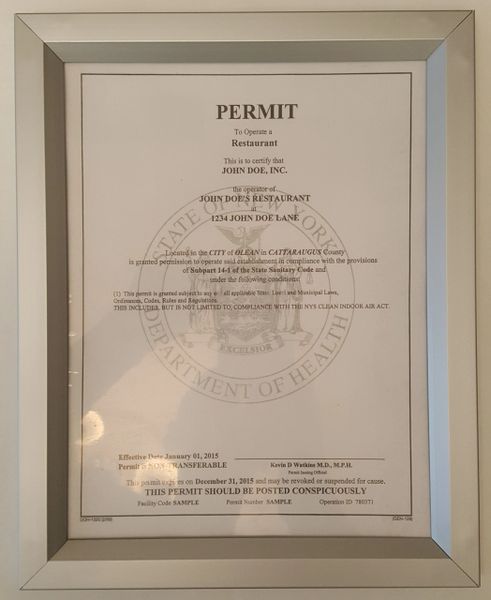 PERMIT
To Operate a
Restaurant
This is to certify that
JOHN DOE, INC.
the operator of
JOHN DOE'S RESTAURANT
at
1234 JOHN DOE LANE
STATE OF NEW YORK
Located in the CITY of OLEAN in CATTARAUGUS County
is granted permission to operate said establishment in compliance with the provisions
of Subpart 14-1 of the State Sanitary Code and
under the following conditions:
(1) This permit is granted subject to any and all applicable State, Local and Municipal Laws,
Ordinances, Codes, Rules and Regulations.
THIS INCLUDES, BUT IS NOT LIMITED TO, COMPLIANCE WITH THE NYS CLEAN INDOOR AIR ACT.
EXCELSIOR
DEPARTMENT OF HEALTH
Effective Date January 01, 2015
Permit is NON-TRANSFERABLE
Kevin D Watkins M.D., M.P.H.
Permit Issuing Official
This permit expires on December 31, 2015 and may be revoked or suspended for cause.
THIS PERMIT SHOULD BE POSTED CONSPICUOUSLY
Facility Code SAMPLE Permit Number SAMPLE Operation ID 780371